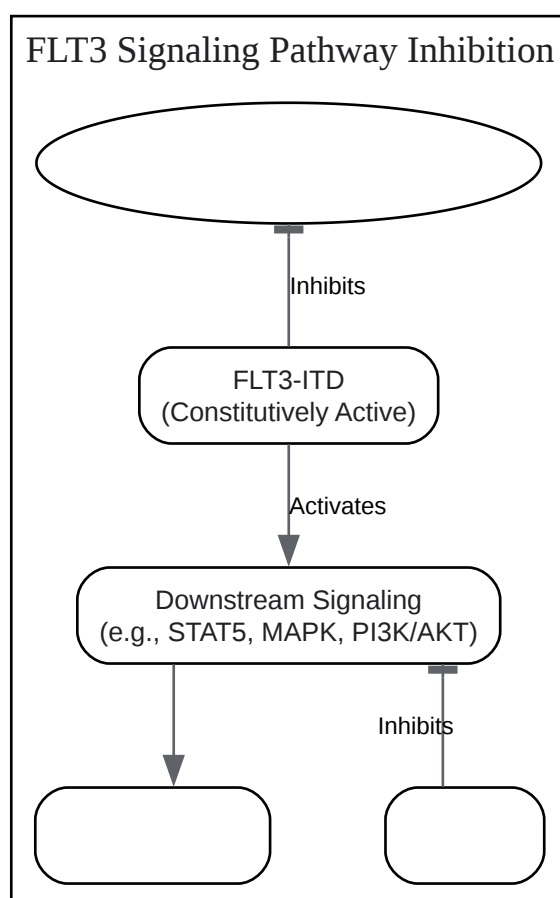 FLT3 Signaling Pathway Inhibition
Inhibits
FLT3-ITD
(Constitutively Active)
Activates
Downstream Signaling
(e.g., STAT5, MAPK, PI3K/AKT)
Inhibits